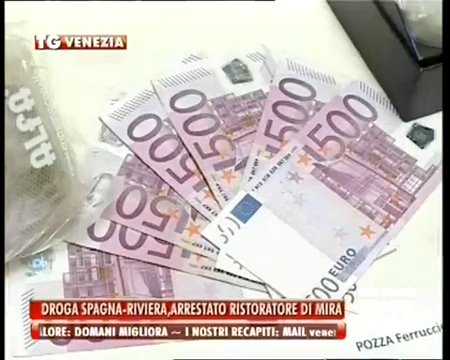 TG VENEZIA
500
500
500
500
500
500
500 EURO
DROGA SPAGNA-RIVIERA,ARRESTATO RISTORATORE DI MIRA
LORE: DOMANI MIGLIORA ~ I NOSTRI RECAPITI: MAIL vene
POZZA Ferruccio